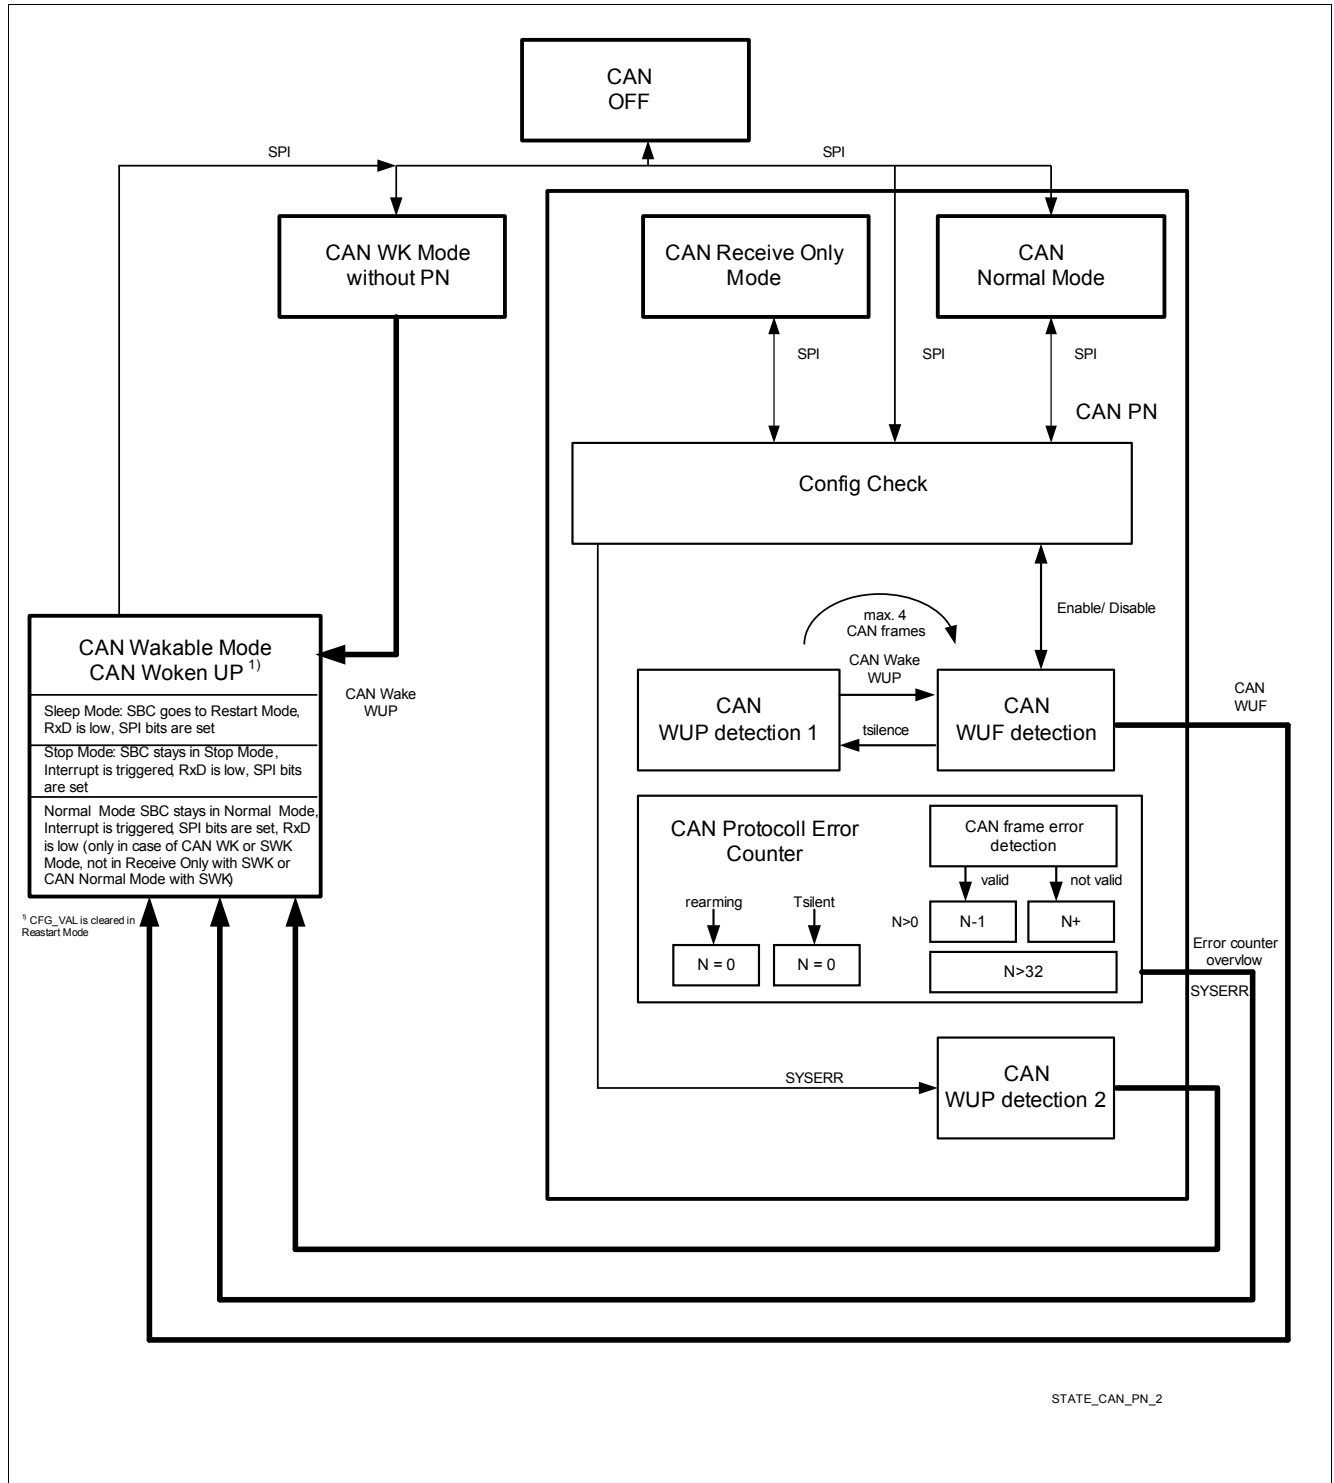 CAN
OFF
SPI
SPI
CAN WK Mode
without PN
CAN Receive Only
Mode
CAN
Normal Mode
SPI
SPI
SPI
CAN PN
Config Check
Enable/ Disable
max. 4
CAN frames
CAN Wake
WUP
CAN
WUP detection 1
tsilence
CAN
WUF detection
CAN
WUF
CAN Wakable Mode
CAN Woken UP 1)
Sleep Mode: SBC goes to Restart Mode,
RxD is low, SPI bits are set
Stop Mode: SBC stays in Stop Mode,
Interrupt is triggered, RxD is low, SPI bits
are set
Normal Mode: SBC stays in Normal Mode,
Interrupt is triggered, SPI bits are set, RxD
is low (only in case of CAN WK or SWK
Mode, not in Receive Only with SWK or
CAN Normal Mode with SWK)
1) CFG_VAL is cleared in
Reastart Mode
CAN Wake
WUP
CAN Protocoll Error
Counter
CAN frame error
detection
valid
not valid
rearming
Tsilent
N>0
N-1
N+
N = 0
N = 0
N>32
Error counter
overvlow
SYSERR
SYSERR
CAN
WUP detection 2
STATE_CAN_PN_2